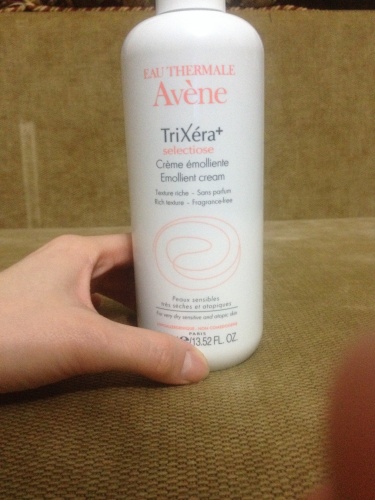 EAU THERMALE
Avène
TriXéra+
selectiose
Crème émolliente
Emollient cream
Texture riche – Sans parfum
Rich texture – Fragrance-free
Peaux sensibles
très sèches et atopiques
For very dry sensitive and atopic skin
PARIS
/13.52 FL. OZ.